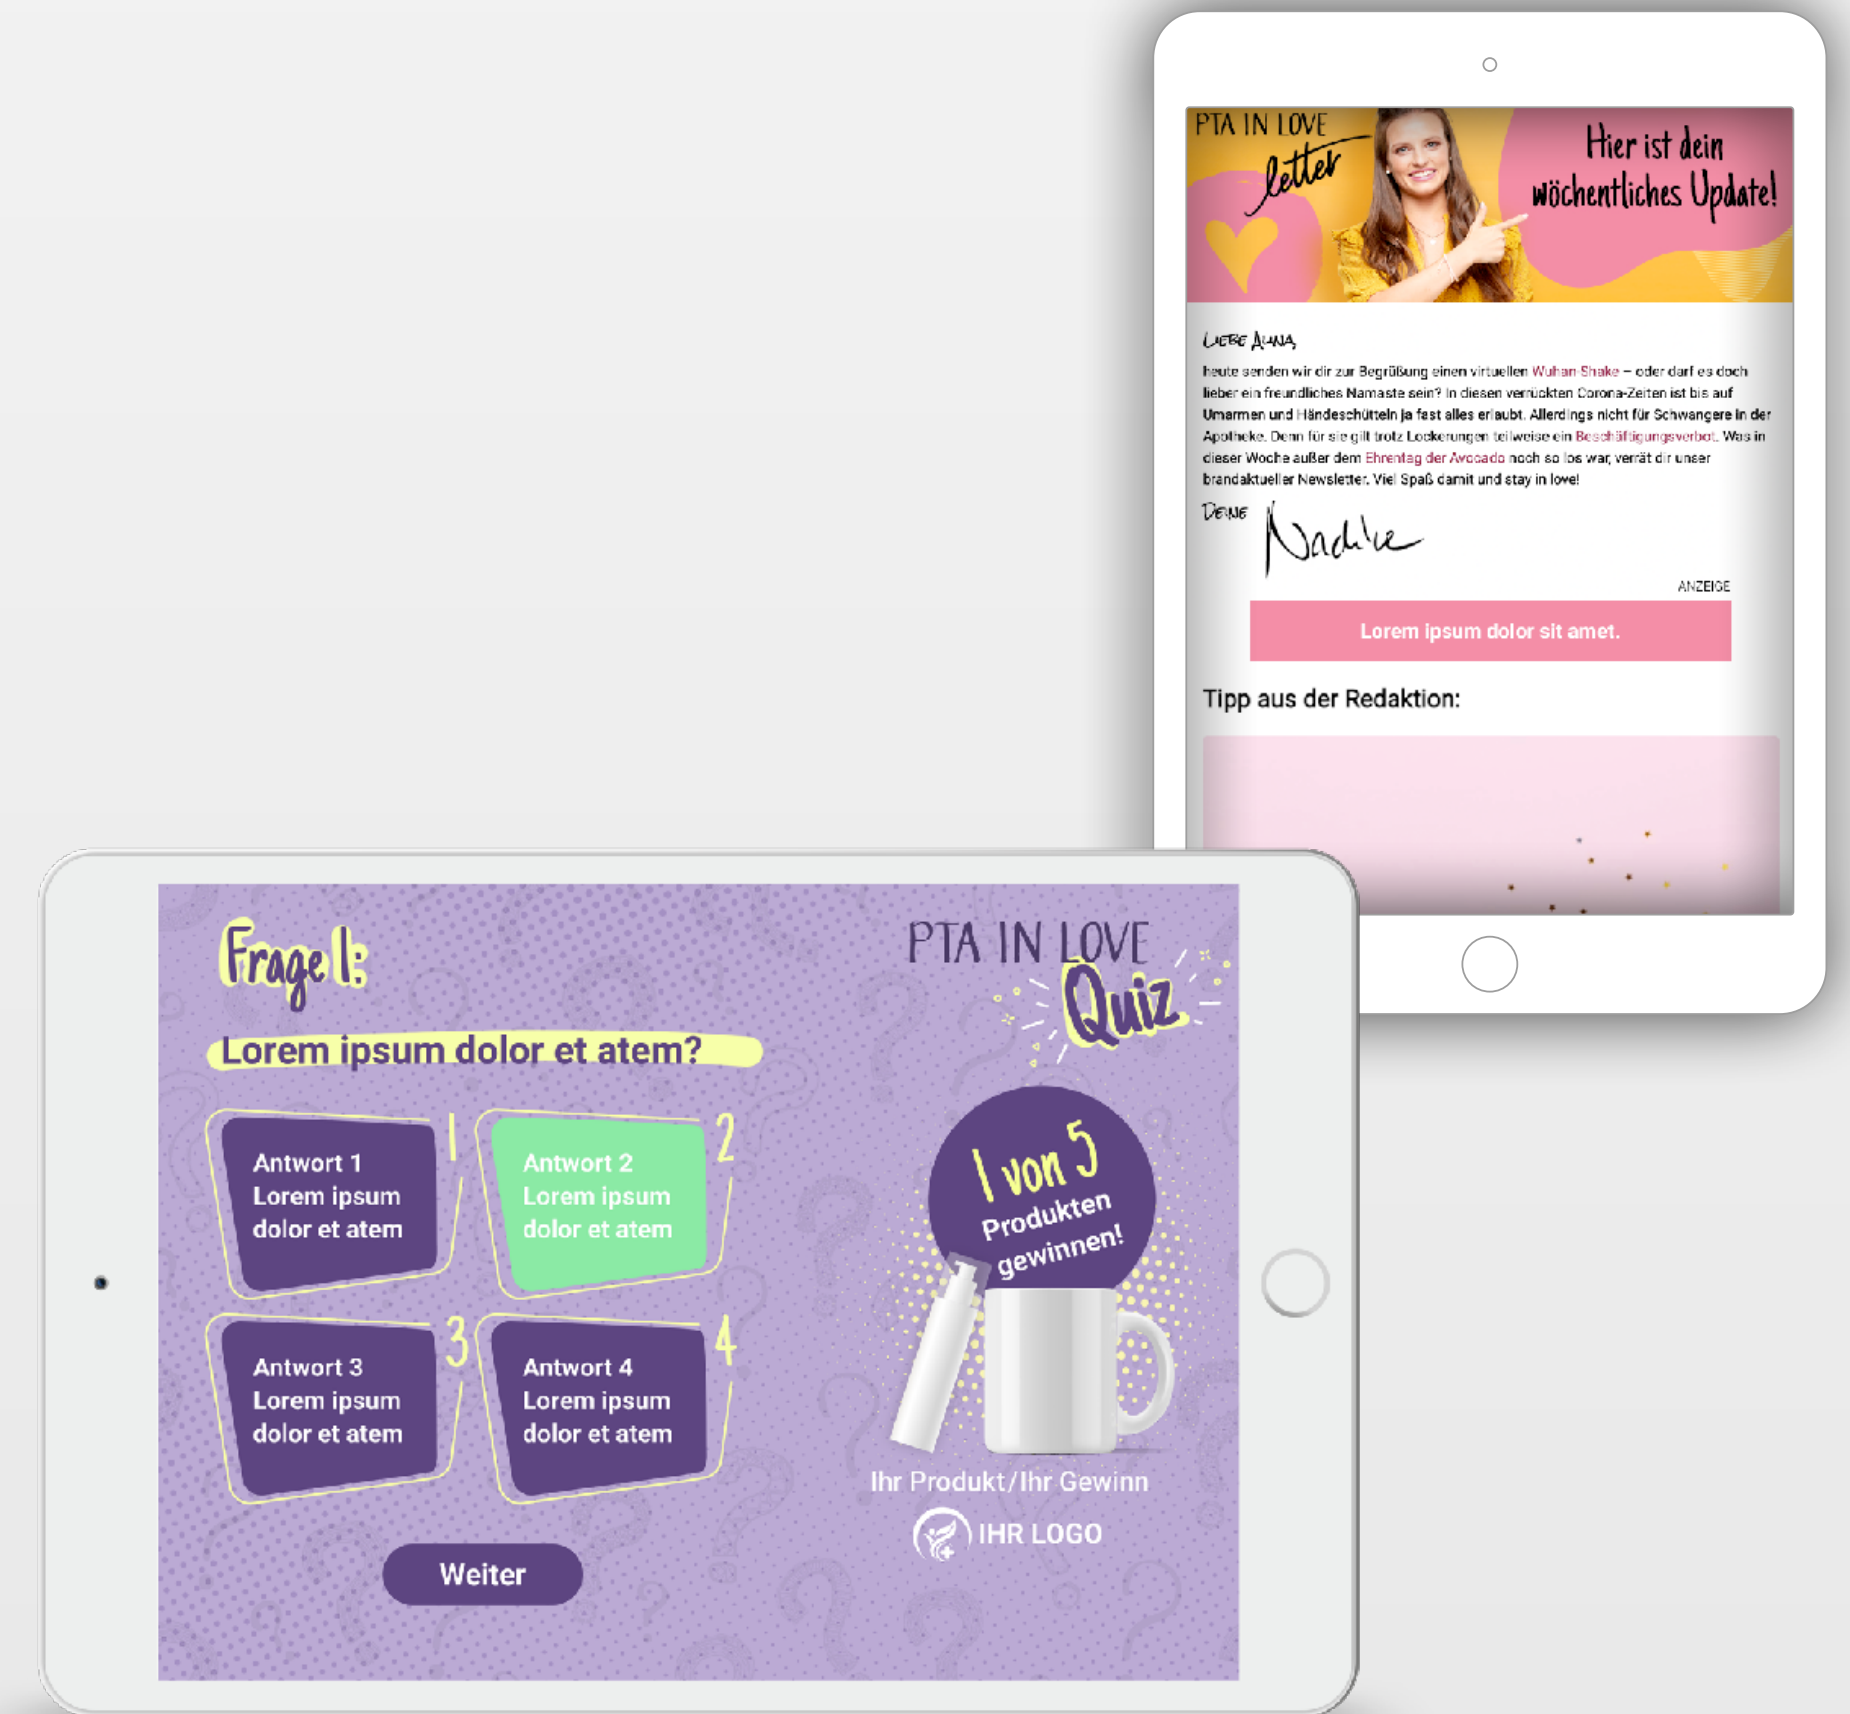 PTA IN LOVE
letter
Hier ist dein
wöchentliches Update!
LIEBE ANNA,
heute senden wir dir zur Begrüßung einen virtuellen Wuhan-Shake – oder darf es doch
lieber ein freundliches Namaste sein? In diesen verrückten Corona-Zeiten ist bis auf
Umarmen und Händeschütteln ja fast alles erlaubt. Allerdings nicht für Schwangere in der
Apotheke. Denn für sie gilt trotz Lockerungen teilweise ein Beschäftigungsverbot. Was in
dieser Woche außer dem Ehrentag der Avocado noch so los war, verrät dir unser
brandaktueller Newsletter. Viel Spaß damit und stay in love!
DEINE
Nadine
ANZEIGE
Lorem ipsum dolor sit amet.
Tipp aus der Redaktion:
Frage 1:
Lorem ipsum dolor et atem?
1
Antwort 1
Lorem ipsum
dolor et atem
2
Antwort 2
Lorem ipsum
dolor et atem
3
Antwort 3
Lorem ipsum
dolor et atem
4
Antwort 4
Lorem ipsum
dolor et atem
Weiter
PTA IN LOVE
Quiz
1 von 5
Produkten
gewinnen!
Ihr Produkt/Ihr Gewinn
IHR LOGO